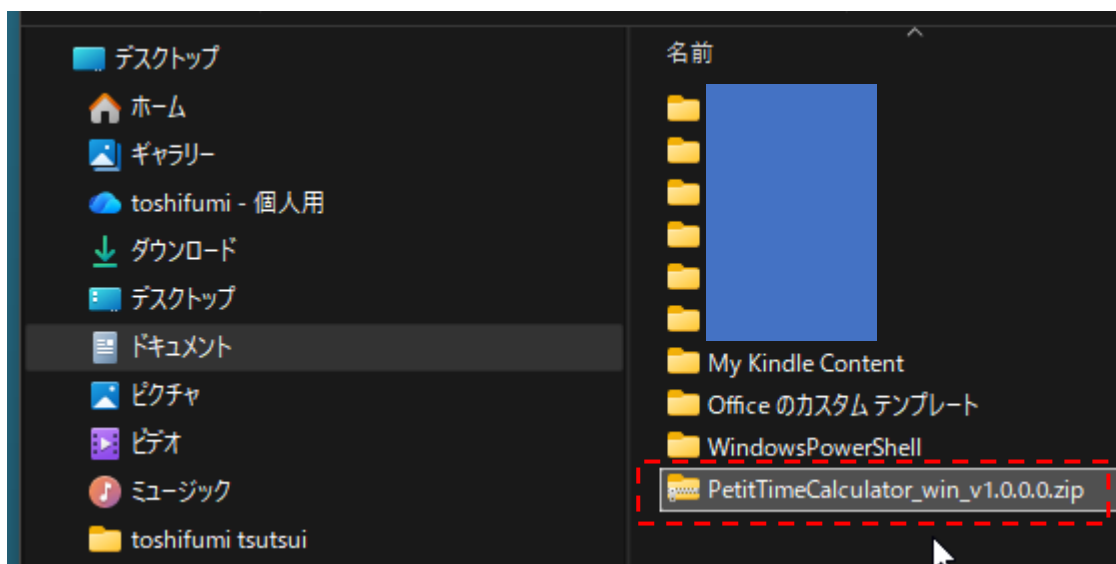 デスクトップ
ホーム
ギャラリー
toshifumi - 個人用
ダウンロード
デスクトップ
ドキュメント
ピクチャ
ビデオ
ミュージック
toshifumi tsutsui
名前
My Kindle Content
Office のカスタム テンプレート
WindowsPowerShell
PetitTimeCalculator_win_v1.0.0.0.zip